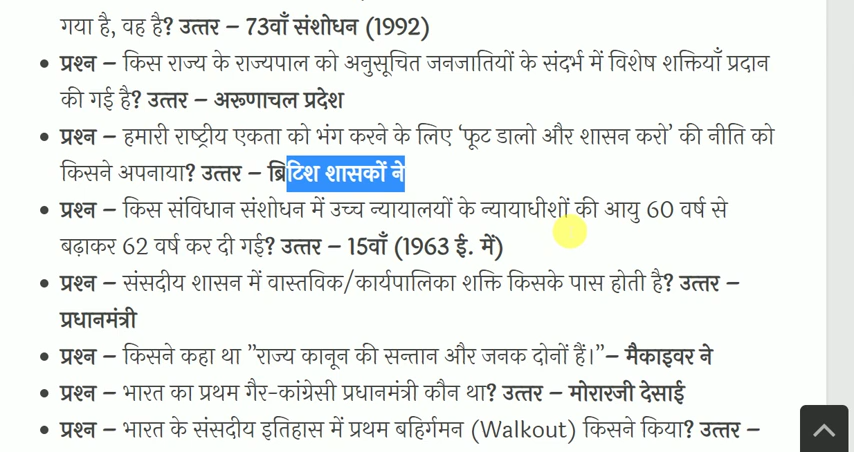 गया है, वह है? उत्तर – 73वाँ संशोधन (1992)
प्रश्न – किस राज्य के राज्यपाल को अनुसूचित जनजातियों के संदर्भ में विशेष शक्तियाँ प्रदान
की गई है? उत्तर – अरूणाचल प्रदेश
प्रश्न – हमारी राष्ट्रीय एकता को भंग करने के लिए ‘फूट डालो और शासन करो’ की नीति को
किसने अपनाया? उत्तर – ब्रिटिश शासकों ने
प्रश्न – किस संविधान संशोधन में उच्च न्यायालयों के न्यायाधीशों की आयु 60 वर्ष से
बढ़ाकर 62 वर्ष कर दी गई? उत्तर – 15वाँ (1963 ई. में)
प्रश्न – संसदीय शासन में वास्तविक/कार्यपालिका शक्ति किसके पास होती है? उत्तर –
प्रधानमंत्री
प्रश्न – किसने कहा था ”राज्य कानून की सन्तान और जनक दोनों हैं।”– मैकाइवर ने
प्रश्न – भारत का प्रथम गैर-कांग्रेसी प्रधानमंत्री कौन था? उत्तर – मोरारजी देसाई
प्रश्न – भारत के संसदीय इतिहास में प्रथम बहिर्गमन (Walkout) किसने किया? उत्तर –